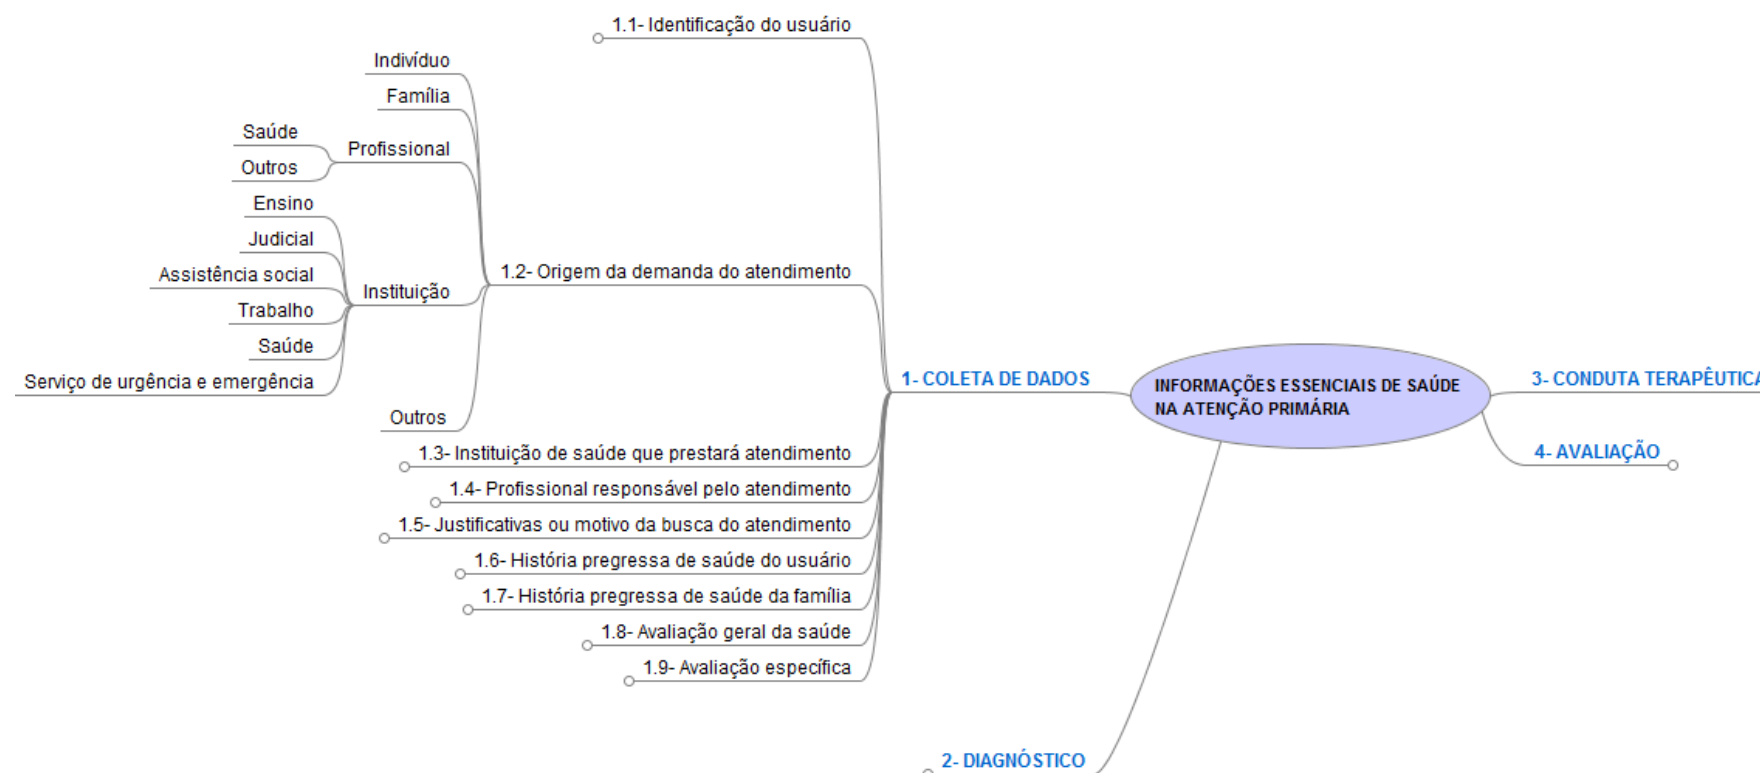 1.1- Identificação do usuário
Indivíduo
Família
Saúde
Profissional
Outros
Ensino
Judicial
1.2- Origem da demanda do atendimento
Assistência social
Instituição
Trabalho
Saúde
Serviço de urgência e emergência
Outros
1- COLETA DE DADOS
INFORMAÇÕES ESSENCIAIS DE SAÚDE
NA ATENÇÃO PRIMÁRIA
3- CONDUTA TERAPÊUTICA
4- AVALIAÇÃO
1.3- Instituição de saúde que prestará atendimento
1.4- Profissional responsável pelo atendimento
1.5- Justificativas ou motivo da busca do atendimento
1.6- História pregressa de saúde do usuário
1.7- História pregressa de saúde da família
1.8- Avaliação geral da saúde
1.9- Avaliação específica
2- DIAGNÓSTICO